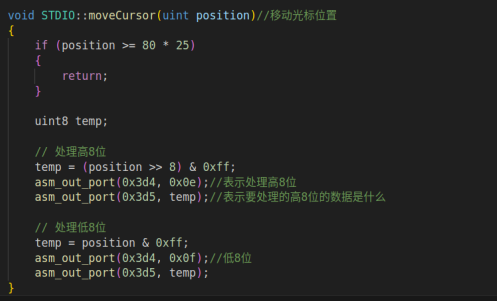 void STDIO::moveCursor(uint position)//移动光标位置
{
    if (position >= 80 * 25)
    {
        return;
    }
    uint8 temp;
    // 处理高8位
    temp = (position >> 8) & 0xff;
    asm_out_port(0x3d4, 0x0e);//表示处理高8位
    asm_out_port(0x3d5, temp);//表示要处理的高8位的数据是什么
    // 处理低8位
    temp = position & 0xff;
    asm_out_port(0x3d4, 0x0f);//低8位
    asm_out_port(0x3d5, temp);
}